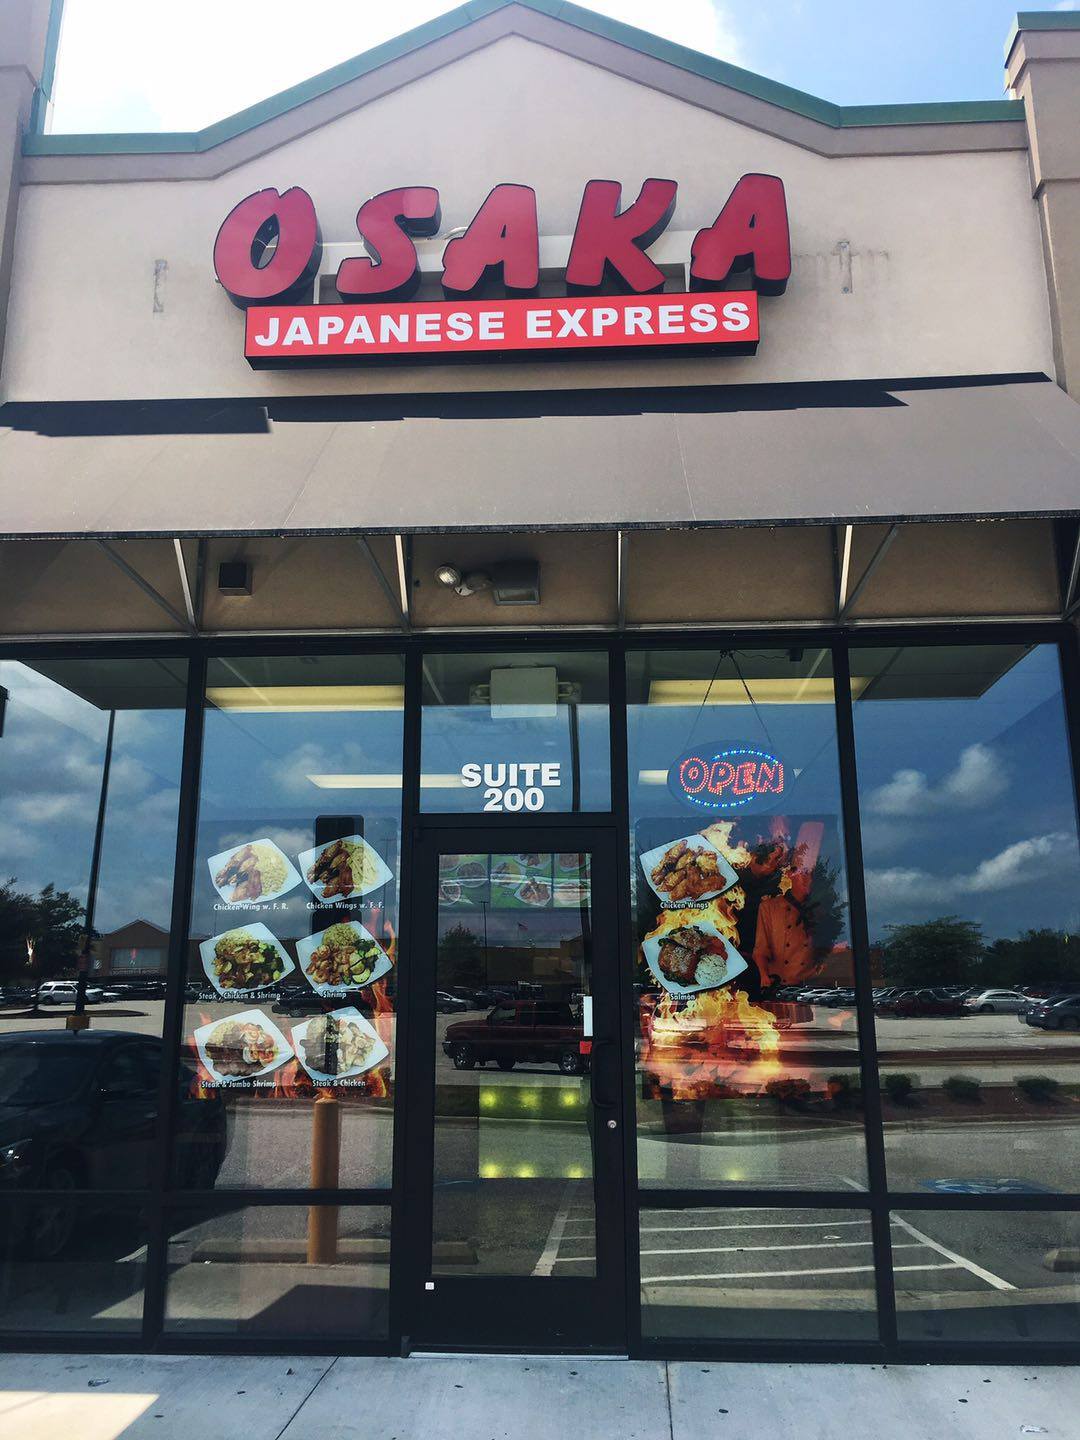 OSAKA
JAPANESE EXPRESS
SUITE
200
OPEN
Chicken Wing w. F. R.
Chicken Wings w. F. F.
Steak, Chicken & Shrimp
Shrimp
Steak & Jumbo Shrimp
Steak & Chicken
Chicken Wings
Salmon